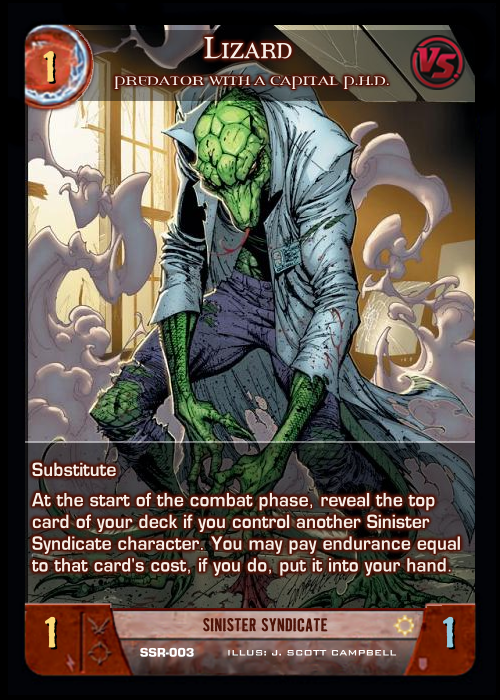 1
Lizard
VS
Predator with a capital P.H.D.
Substitute
At the start of the combat phase, reveal the top
card of your deck if you control another Sinister
Syndicate character. You may pay endurance equal
to that card's cost, if you do, put it into your hand.
1
SINISTER SYNDICATE
1
SSR-003
ILLUS: J. SCOTT CAMPBELL